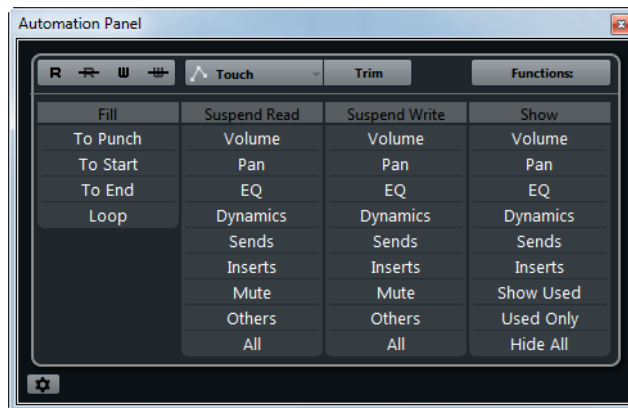 Automation Panel
R R W W Touch Trim Functions:
Fill Suspend Read Suspend Write Show
To Punch Volume Volume Volume
To Start Pan Pan Pan
To End EQ EQ EQ
Loop Dynamics Dynamics Dynamics
Sends Sends Sends
Inserts Inserts Inserts
Mute Mute Show Used
Others Others Used Only
All All Hide All